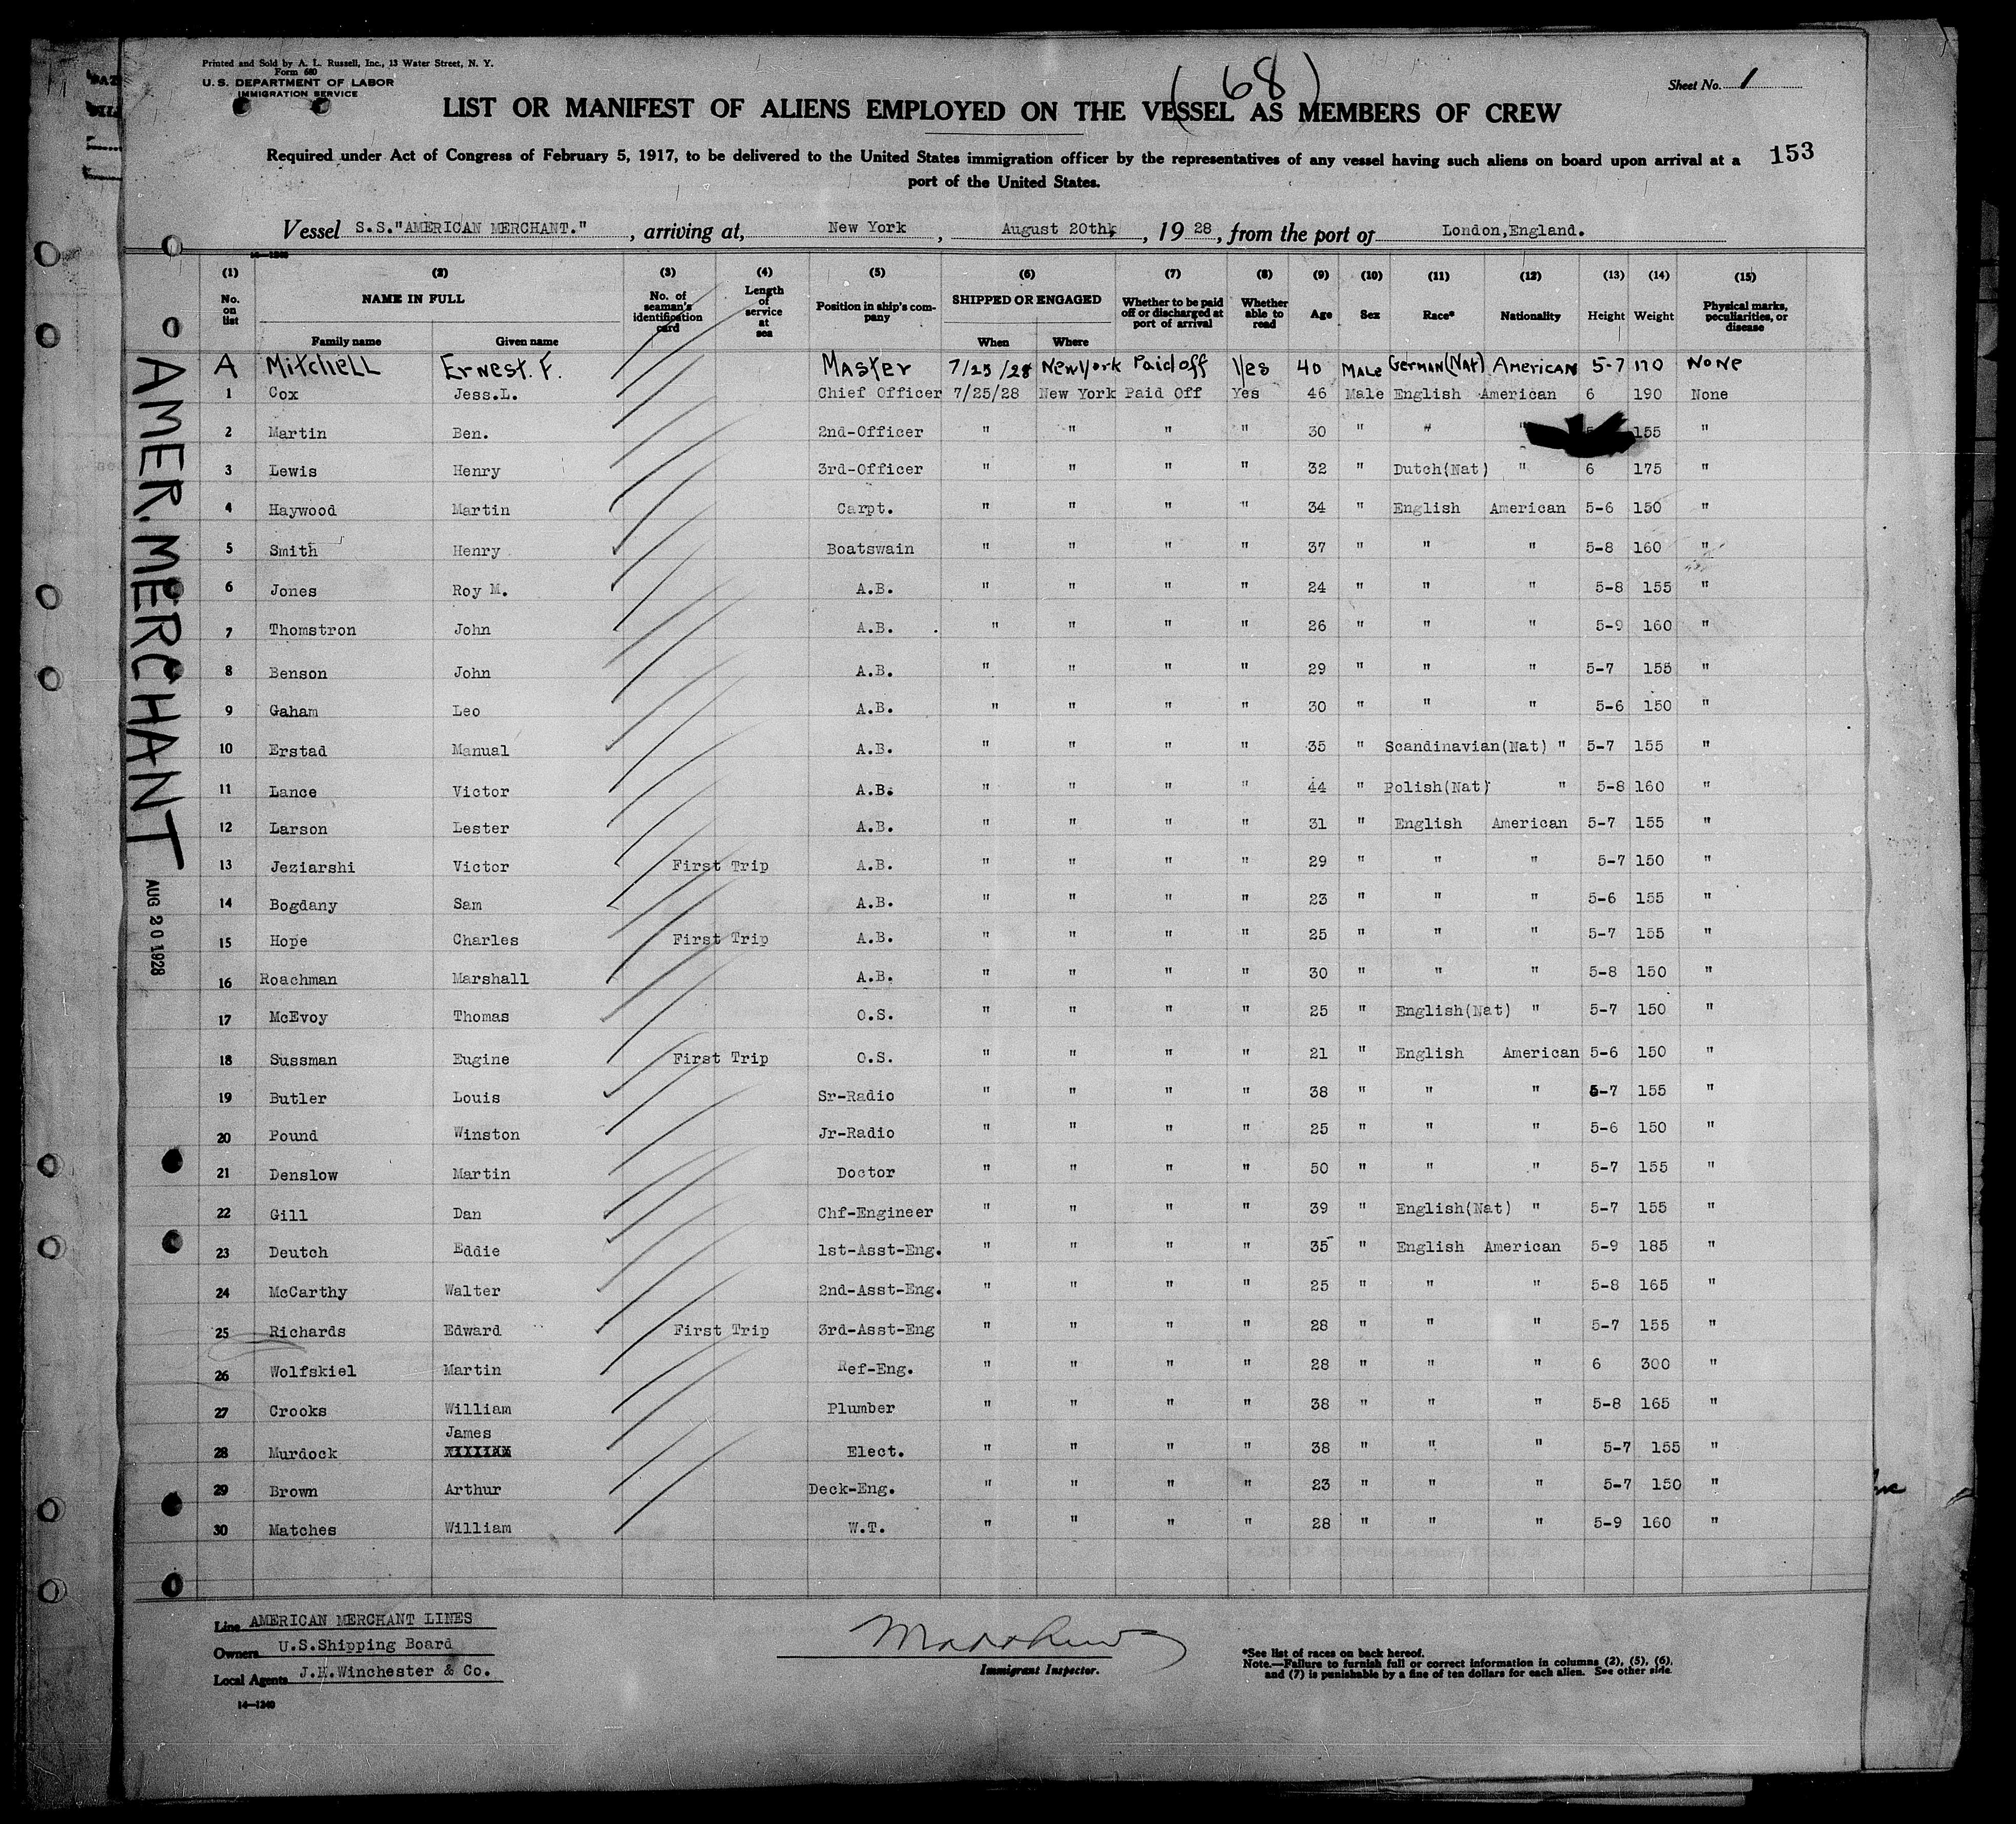 Printed and Sold by A. L. Russell, Inc., 13 Water Street, N. Y.
Form 680
U. S. DEPARTMENT OF LABOR
IMMIGRATION SERVICE
(68)
Sheet No. 1
LIST OR MANIFEST OF ALIENS EMPLOYED ON THE VESSEL AS MEMBERS OF CREW
Required under Act of Congress of February 5, 1917, to be delivered to the United States immigration officer by the representatives of any vessel having such aliens on board upon arrival at a
port of the United States.
153
Vessel S.S."AMERICAN MERCHANT." , arriving at, New York , August 20th, , 19 28 , from the port of London,England.
(1) (2) (3) (4) (5) (6) (7) (8) (9) (10) (11) (12) (13) (14) (15)
No. on list NAME IN FULL Family name Given name No. of seaman's identification card Length of service at sea Position in ship's company SHIPPED OR ENGAGED When Where Whether to be paid off or discharged at port of arrival Whether able to read Age Sex Race* Nationality Height Weight Physical marks, peculiarities, or disease
A Mitchell Ernest. F. Master 7/25/28 New York Paid off Yes 40 Male German(Nat) American 5-7 170 None
1 Cox Jess.L. Chief Officer 7/25/28 New York Paid Off Yes 46 Male English American 6 190 None
2 Martin Ben. 2nd-Officer " " " " 30 " " " 155 "
3 Lewis Henry 3rd-Officer " " " " 32 " Dutch(Nat) " 6 175 "
4 Haywood Martin Carpt. " " " " 34 " English American 5-6 150 "
5 Smith Henry Boatswain " " " " 37 " " " 5-8 160 "
6 Jones Roy M. A.B. " " " " 24 " " " 5-8 155 "
7 Thomstron John A.B. " " " " 26 " " " 5-9 160 "
8 Benson John A.B. " " " " 29 " " " 5-7 155 "
9 Gaham Leo A.B. " " " " 30 " " " 5-6 150 "
10 Erstad Manual A.B. " " " " 35 " Scandinavian(Nat) " 5-7 155 "
11 Lance Victor A.B. " " " " 44 " Polish(Nat) " 5-8 160 "
12 Larson Lester A.B. " " " " 31 " English American 5-7 155 "
13 Jeziarshi Victor First Trip A.B. " " " " 29 " " " 5-7 150 "
14 Bogdany Sam A.B. " " " " 23 " " " 5-6 155 "
15 Hope Charles First Trip A.B. " " " " 25 " " " 5-7 155 "
16 Roachman Marshall A.B. " " " " 30 " " " 5-8 150 "
17 McEvoy Thomas O.S. " " " " 25 " English(Nat) " 5-7 150 "
18 Sussman Eugine First Trip O.S. " " " " 21 " English American 5-6 150 "
19 Butler Louis Sr-Radio " " " " 38 " " " 5-7 155 "
20 Pound Winston Jr-Radio " " " " 25 " " " 5-6 150 "
21 Denslow Martin Doctor " " " " 50 " " " 5-7 155 "
22 Gill Dan Chf-Engineer " " " " 39 " English(Nat) " 5-7 155 "
23 Deutch Eddie 1st-Asst-Eng. " " " " 35 " English American 5-9 185 "
24 McCarthy Walter 2nd-Asst-Eng. " " " " 25 " " " 5-8 165 "
25 Richards Edward First Trip 3rd-Asst-Eng " " " " 28 " " " 5-7 155 "
26 Wolfskiel Martin Ref-Eng. " " " " 28 " " " 6 300 "
27 Crooks William Plumber " " " " 38 " " " 5-8 165 "
28 Murdock James Elect. " " " " 38 " " " 5-7 155 "
29 Brown Arthur Deck-Eng. " " " " 23 " " " 5-7 150 "
30 Matches William W.T. " " " " 28 " " " 5-9 160 "
AMER. MERCHANT
AUG 20 1928
Line AMERICAN MERCHANT LINES
Owners U.S.Shipping Board
Local Agents J.H.Winchester & Co.
14—1240
Immigrant Inspector.
*See list of races on back hereof.
Note.—Failure to furnish full or correct information in columns (2), (5), (6),
and (7) is punishable by a fine of ten dollars for each alien. See other side.